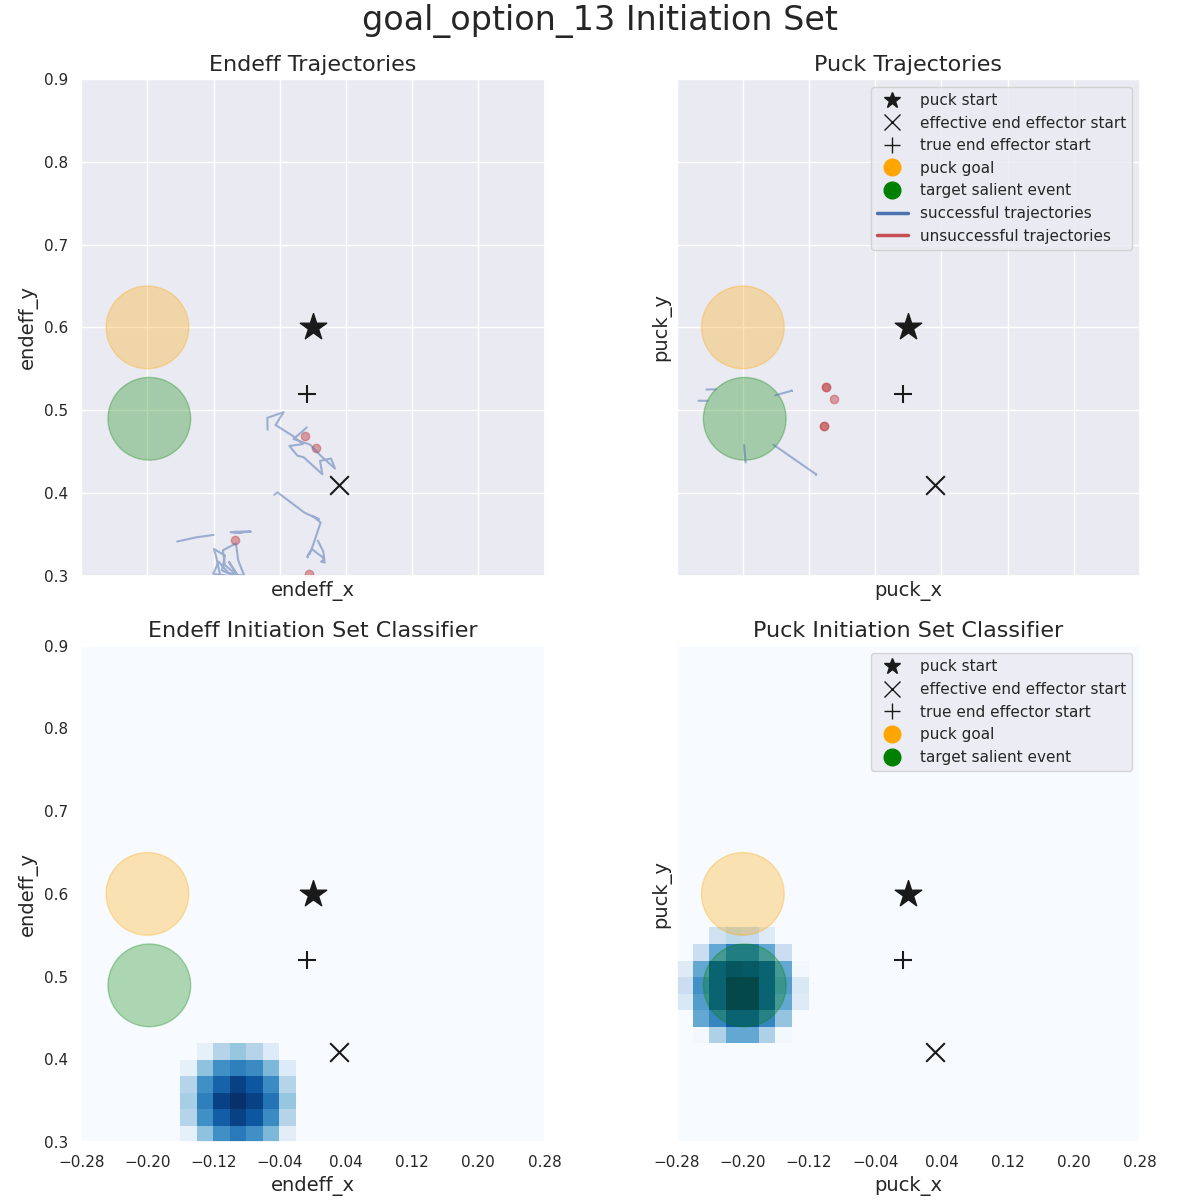 goal_option_13 Initiation Set
Endeff Trajectories
0.9
0.8
0.7
0.6
0.5
0.4
0.3
endeff_y
endeff_x
Puck Trajectories
puck start
effective end effector start
true end effector start
puck goal
target salient event
successful trajectories
unsuccessful trajectories
puck_y
puck_x
Endeff Initiation Set Classifier
0.9
0.8
0.7
0.6
0.5
0.4
0.3
endeff_y
−0.28 −0.20 −0.12 −0.04 0.04 0.12 0.20 0.28
endeff_x
Puck Initiation Set Classifier
puck start
effective end effector start
true end effector start
puck goal
target salient event
puck_y
−0.28 −0.20 −0.12 −0.04 0.04 0.12 0.20 0.28
puck_x